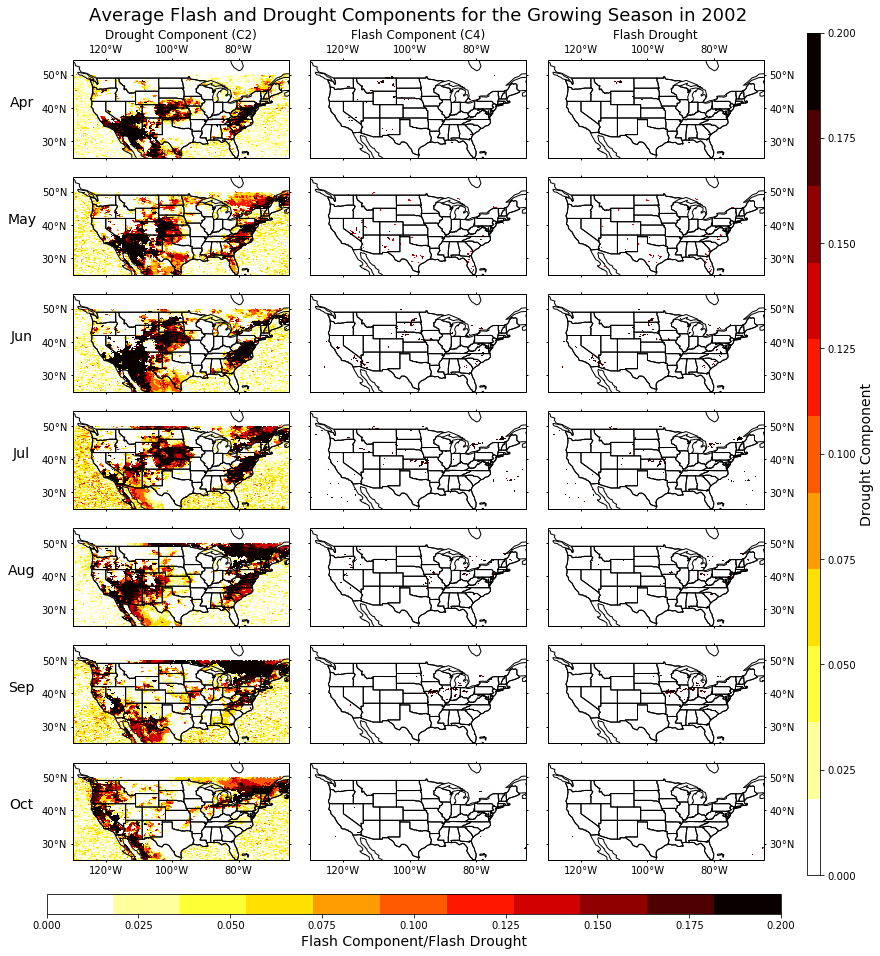 Average Flash and Drought Components for the Growing Season in 2002
Drought Component (C2) Flash Component (C4) Flash Drought
120°W 100°W 80°W 120°W 100°W 80°W 120°W 100°W 80°W
Apr
50°N 40°N 30°N 50°N 40°N 30°N
May
50°N 40°N 30°N 50°N 40°N 30°N
Jun
50°N 40°N 30°N 50°N 40°N 30°N
Jul
50°N 40°N 30°N 50°N 40°N 30°N
Aug
50°N 40°N 30°N 50°N 40°N 30°N
Sep
50°N 40°N 30°N 50°N 40°N 30°N
Oct
50°N 40°N 30°N 50°N 40°N 30°N
120°W 100°W 80°W 120°W 100°W 80°W 120°W 100°W 80°W
0.200
0.175
0.150
0.125
0.100
0.075
0.050
0.025
0.000
Drought Component
0.000 0.025 0.050 0.075 0.100 0.125 0.150 0.175 0.200
Flash Component/Flash Drought